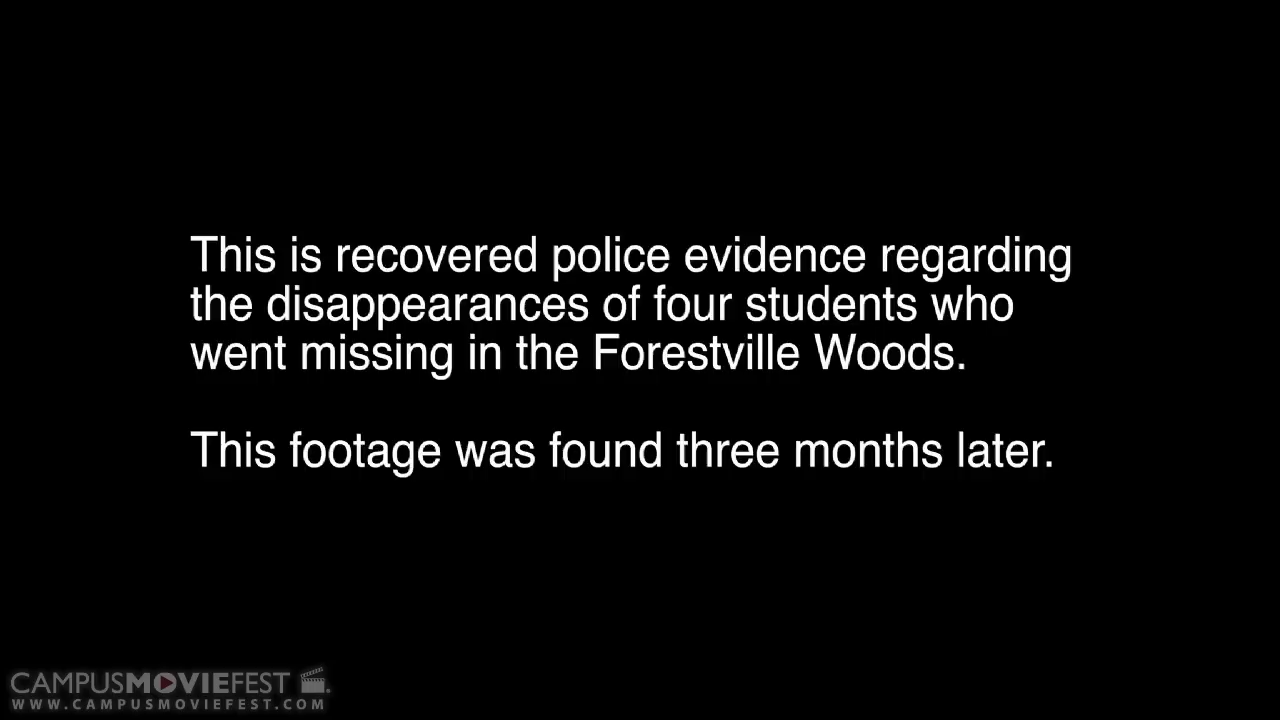 This is recovered police evidence regarding
the disappearances of four students who
went missing in the Forestville Woods.
This footage was found three months later.
CAMPUSMOVIEFEST
WWW.CAMPUSMOVIEFEST.COM